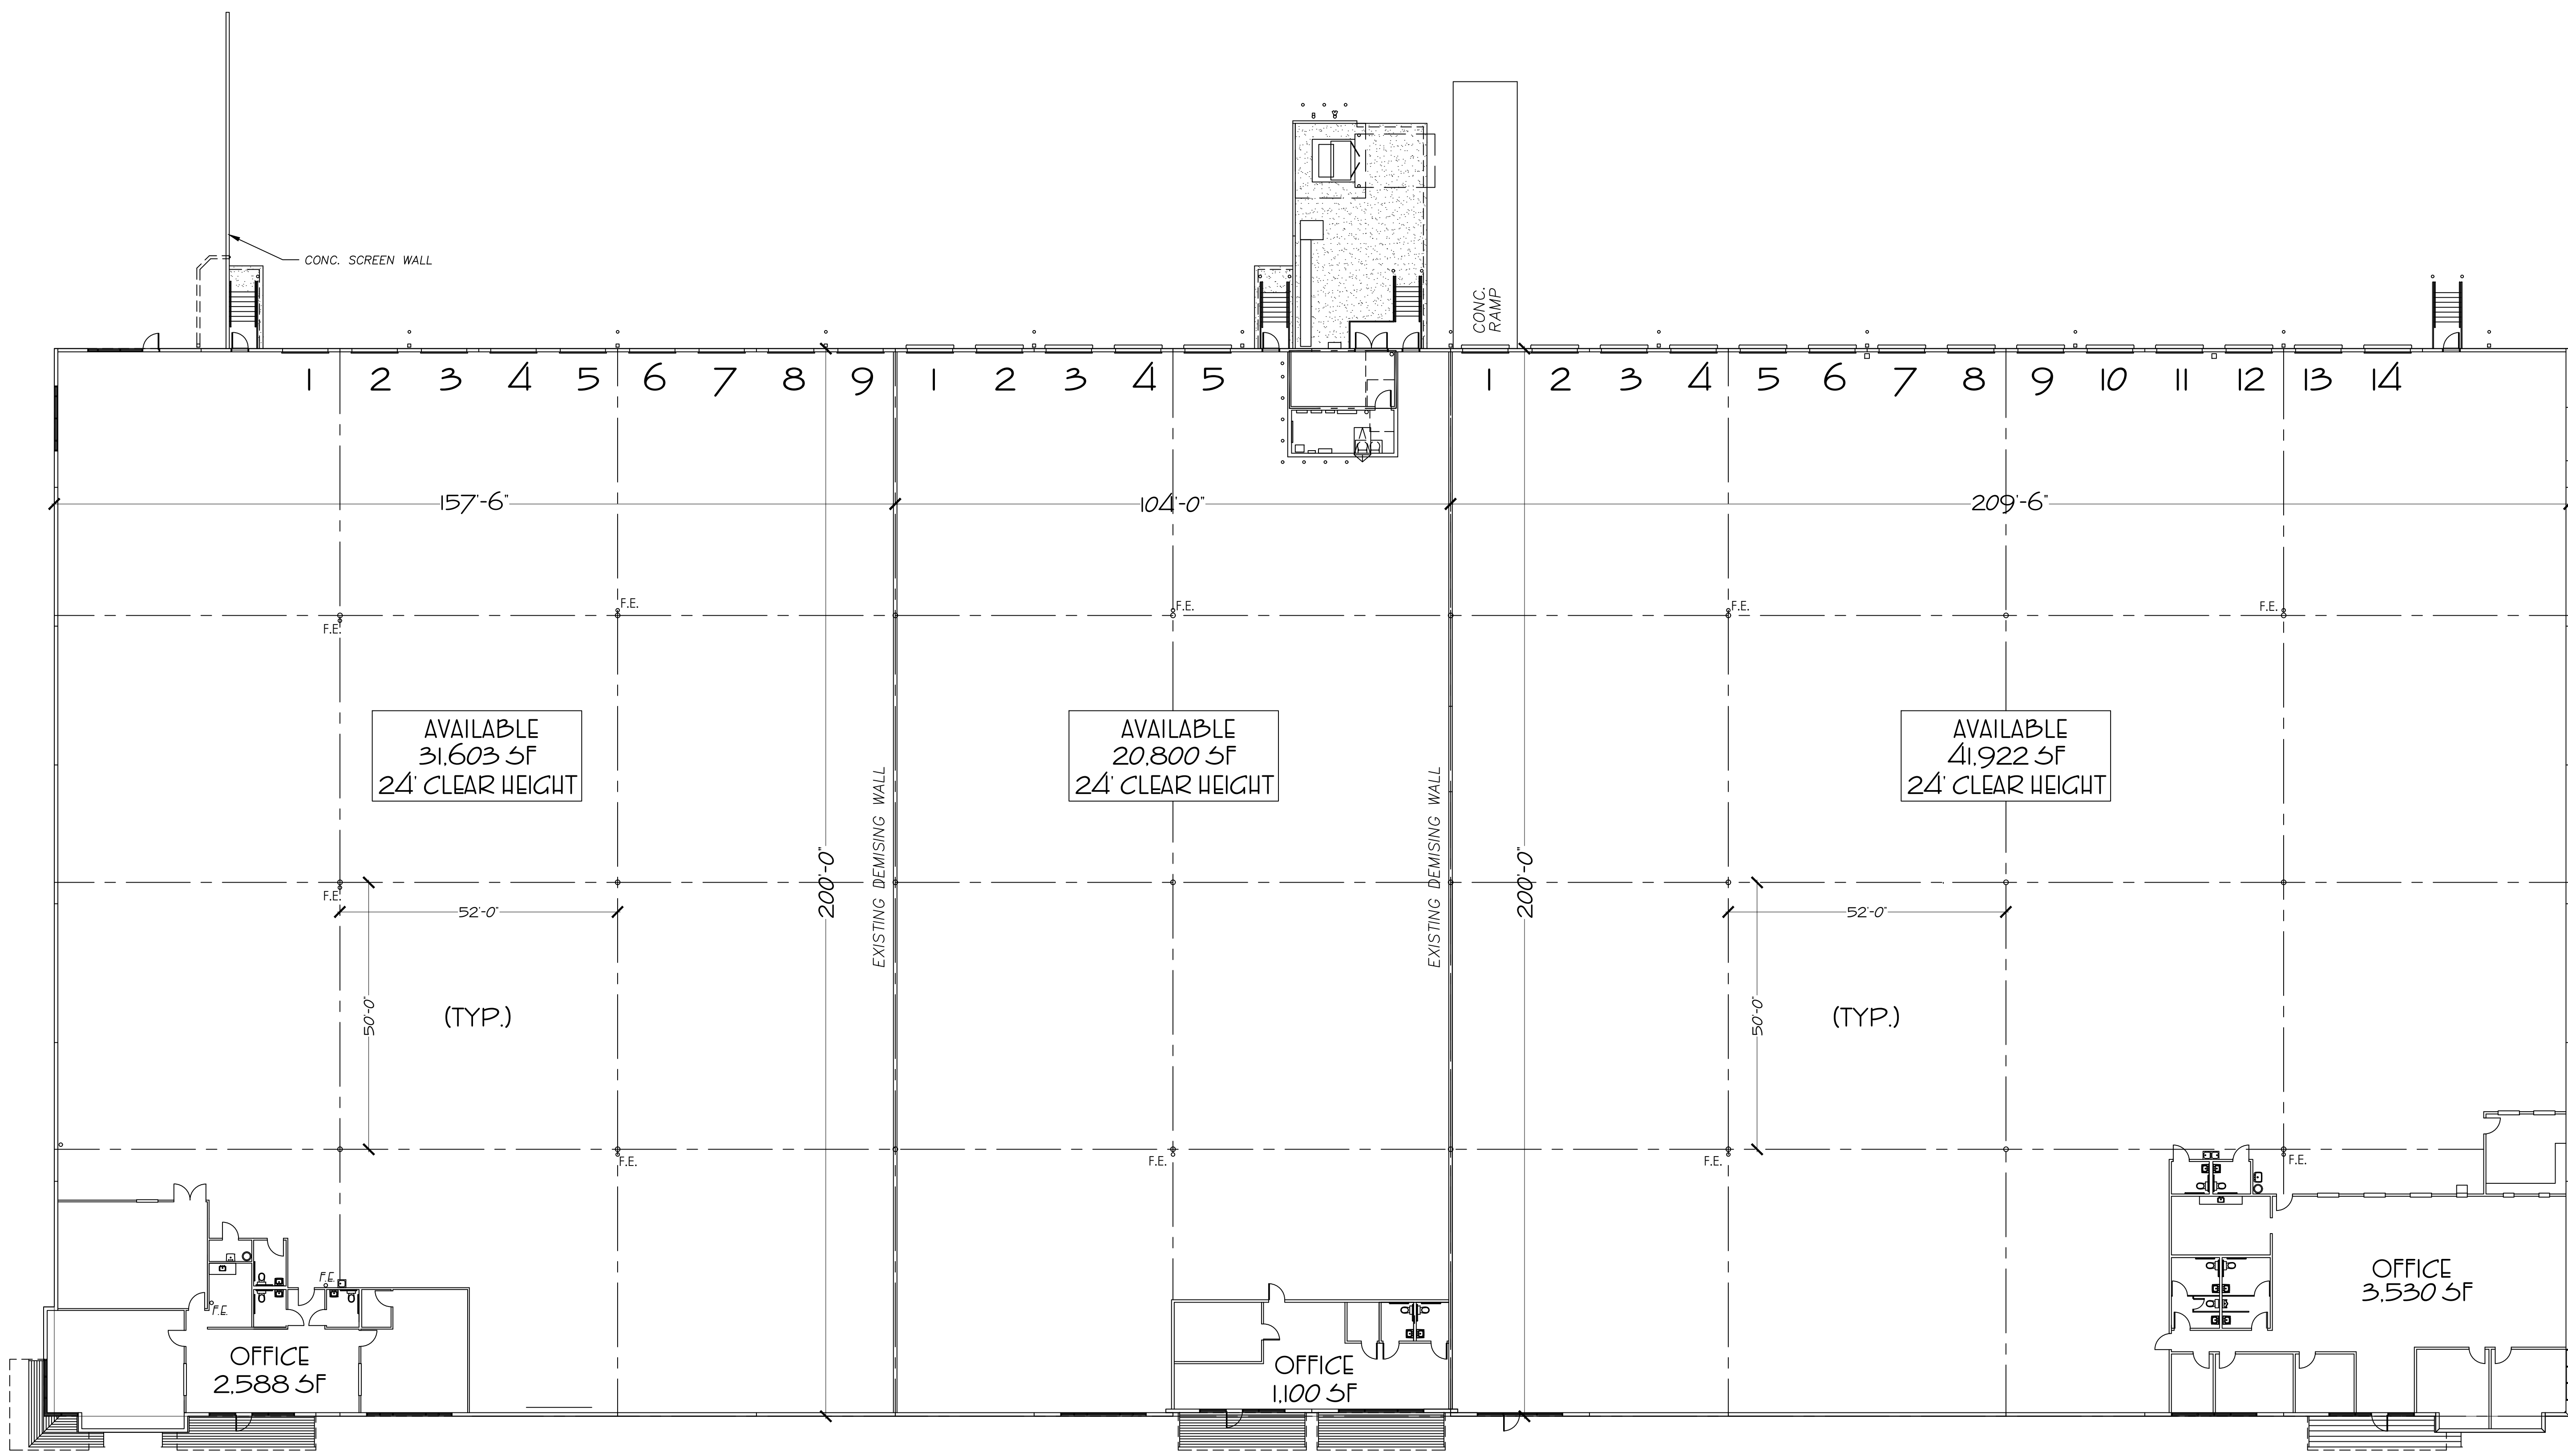 CONC. SCREEN WALL
CONC.
RAMP
1 2 3 4 5 6 7 8 9 1 2 3 4 5 1 2 3 4 5 6 7 8 9 10 11 12 13 14
157'-6" 104'-0" 209'-6"
F.E. F.E. F.E. F.E.
F.E.
F.E.
AVAILABLE
31,603 SF
24' CLEAR HEIGHT
AVAILABLE
20,800 SF
24' CLEAR HEIGHT
AVAILABLE
41,922 SF
24' CLEAR HEIGHT
EXISTING DEMISING WALL
EXISTING DEMISING WALL
200'-0"
200'-0"
F.E.
52'-0" 52'-0"
50'-0"
50'-0"
(TYP.) (TYP.)
F.E. F.E. F.E. F.E.
F.E.
F.E.
OFFICE
2,588 SF
OFFICE
1,100 SF
OFFICE
3,530 SF